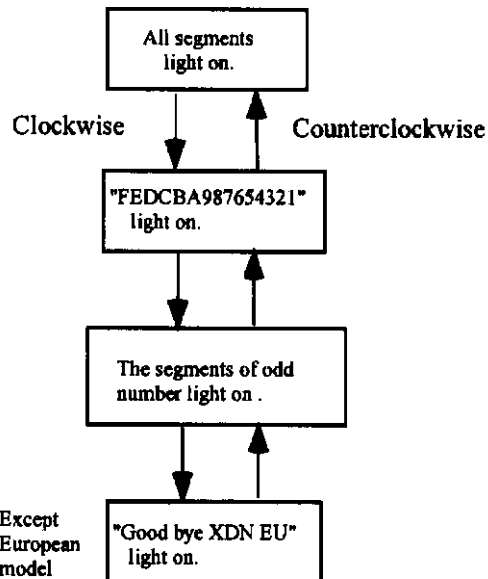 All segments
light on.
Clockwise
Counterclockwise
"FEDCBA987654321"
light on.
The segments of odd
number light on .
Except
European
model
"Good bye XDN EU"
light on.